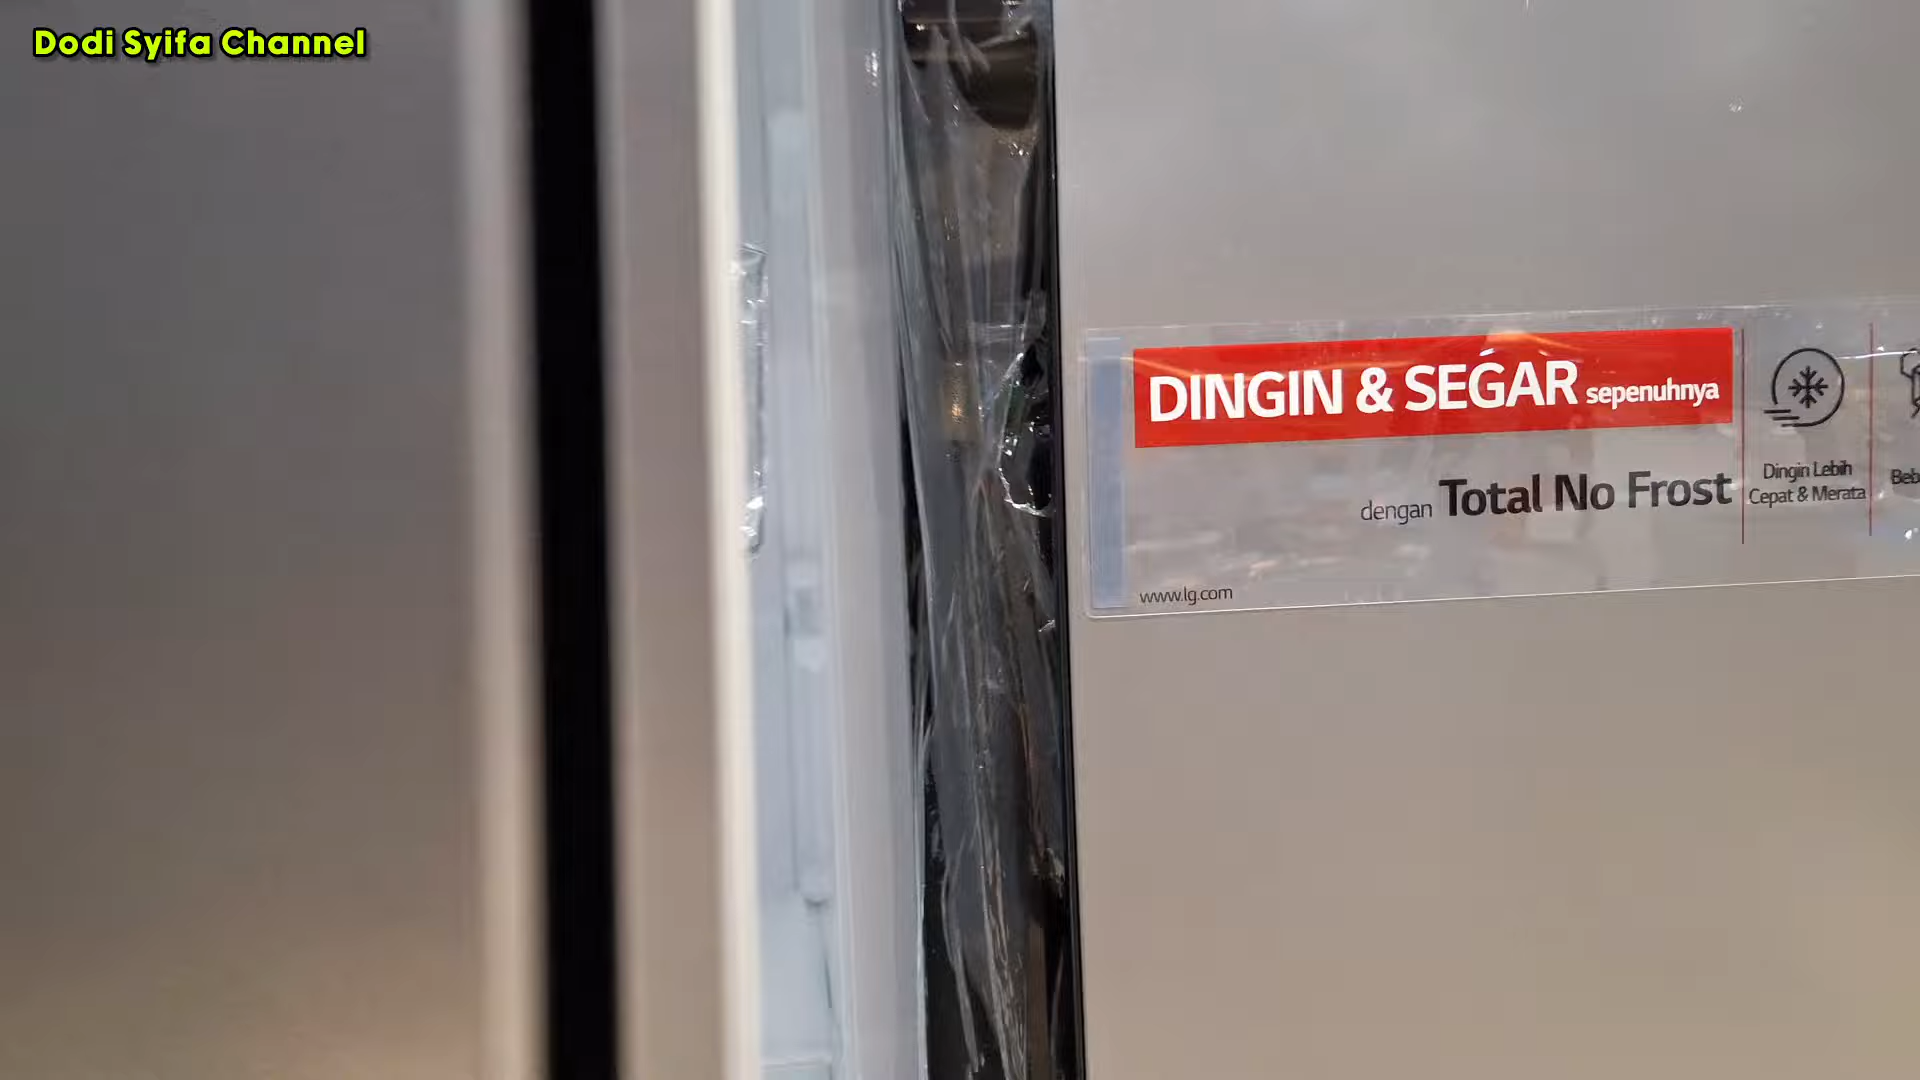 Dodi Syifa Channel
DINGIN & SEGAR sepenuhnya
dengan Total No Frost
Dingin Lebih
Cepat & Merata
www.lg.com